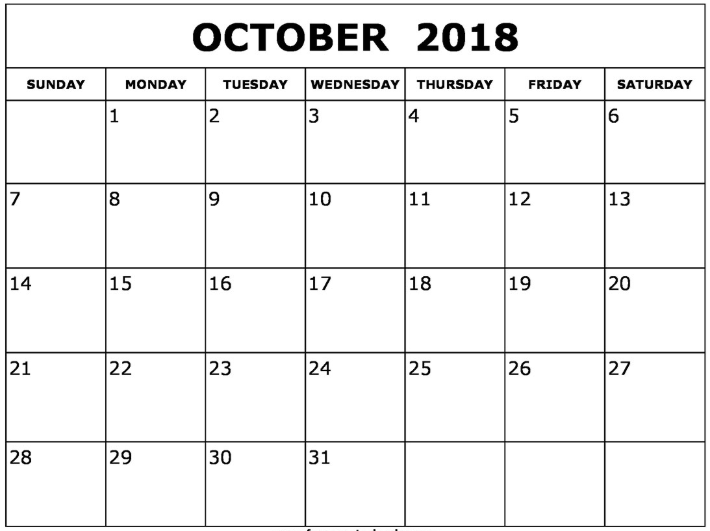 OCTOBER 2018
SUNDAY MONDAY TUESDAY WEDNESDAY THURSDAY FRIDAY SATURDAY
1 2 3 4 5 6
7 8 9 10 11 12 13
14 15 16 17 18 19 20
21 22 23 24 25 26 27
28 29 30 31